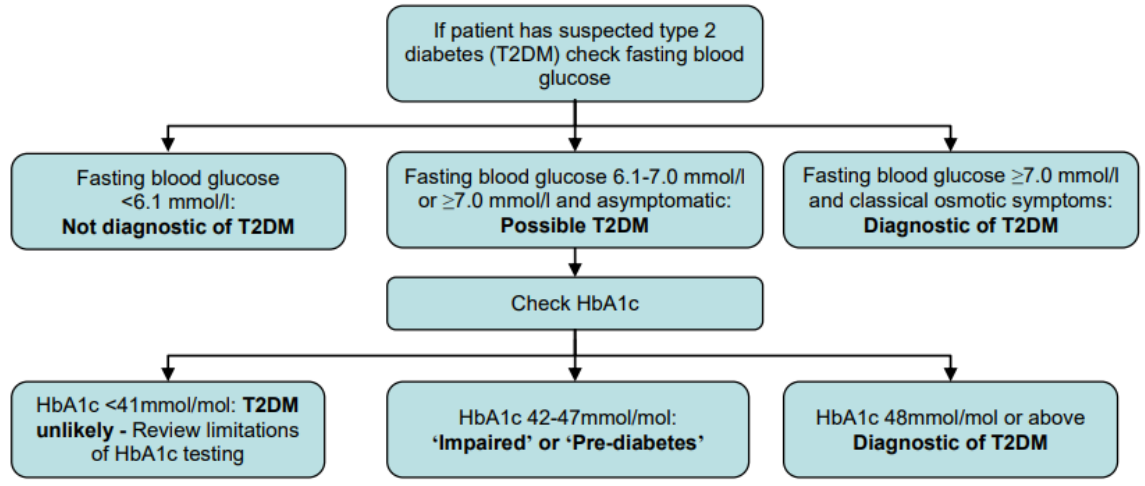 If patient has suspected type 2
diabetes (T2DM) check fasting blood
glucose
Fasting blood glucose
<6.1 mmol/l:
Not diagnostic of T2DM
Fasting blood glucose 6.1-7.0 mmol/l
or ≥7.0 mmol/l and asymptomatic:
Possible T2DM
Fasting blood glucose ≥7.0 mmol/l
and classical osmotic symptoms:
Diagnostic of T2DM
Check HbA1c
HbA1c <41mmol/mol: T2DM
unlikely - Review limitations
of HbA1c testing
HbA1c 42-47mmol/mol:
‘Impaired’ or ‘Pre-diabetes’
HbA1c 48mmol/mol or above
Diagnostic of T2DM